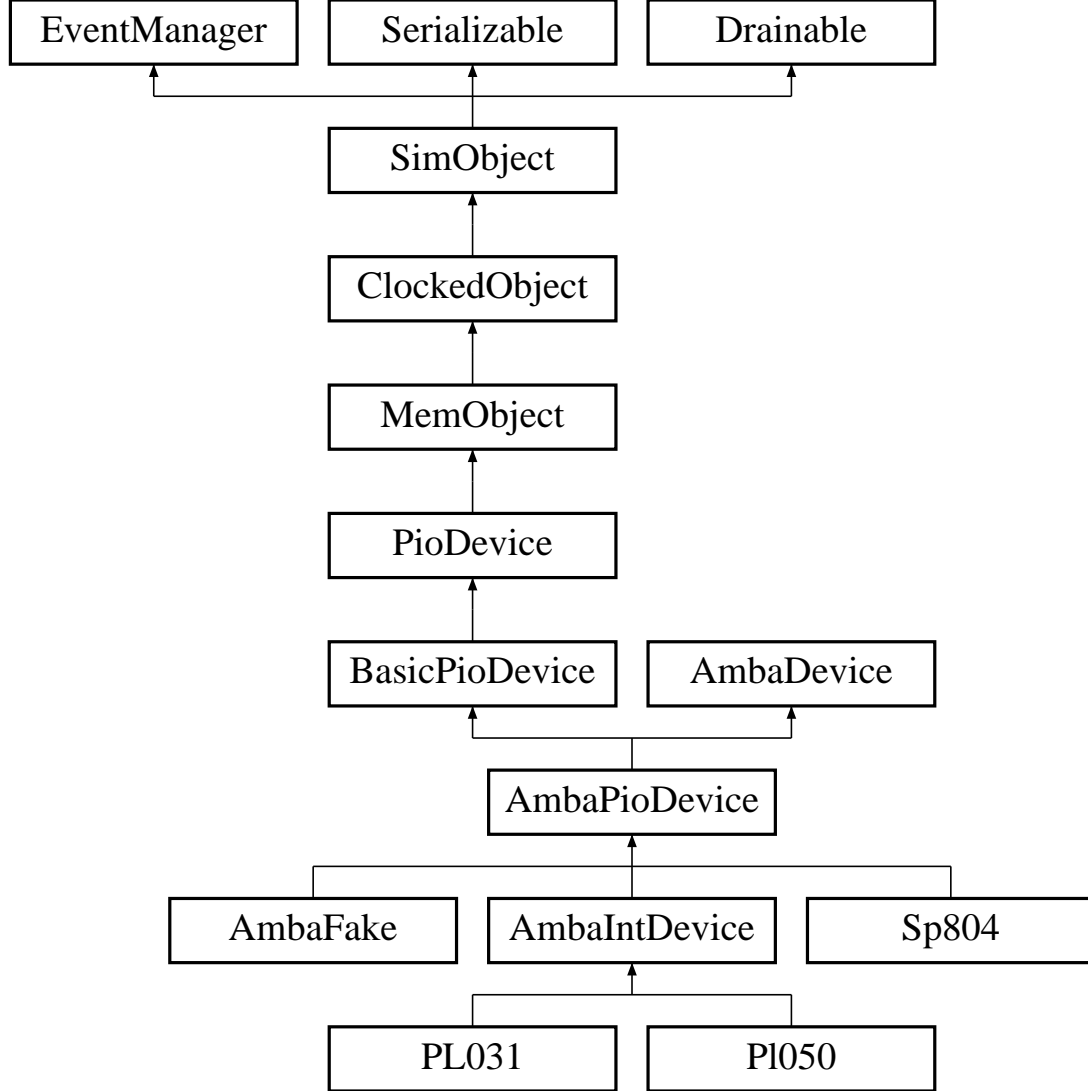 EventManager
Serializable
Drainable
SimObject
ClockedObject
MemObject
PioDevice
BasicPioDevice
AmbaDevice
AmbaPioDevice
AmbaFake
AmbaIntDevice
Sp804
PL031
Pl050